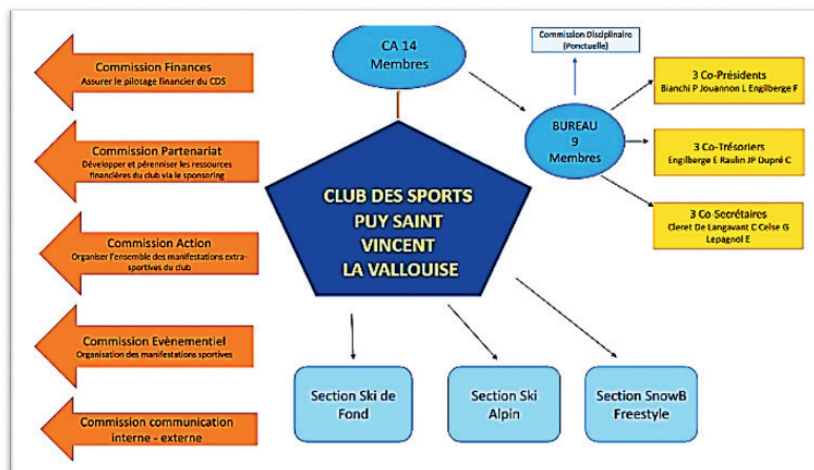 Commission Finances
Assurer le pilotage financier du CDS
Commission Partenariat
Développer et pérenniser les ressources
financières du club via le sponsoring
Commission Action
Organiser l'ensemble des manifestations extra-
sportives du club
Commission Evènementiel
Organisation des manifestations sportives
Commission communication
interne - externe
CA 14
Membres
Commission Disciplinaire
(Ponctuelle)
BUREAU
9
Membres
3 Co-Présidents
Bianchi P Jouannon L Engilberge F
3 Co-Trésoriers
Engilberge E Raulin JP Dupré C
3 Co-Secrétaires
Cleret De Langavant C Celse G
Lepagnol E
CLUB DES SPORTS
PUY SAINT
VINCENT
LA VALLOUISE
Section Ski de
Fond
Section Ski
Alpin
Section SnowB
Freestyle